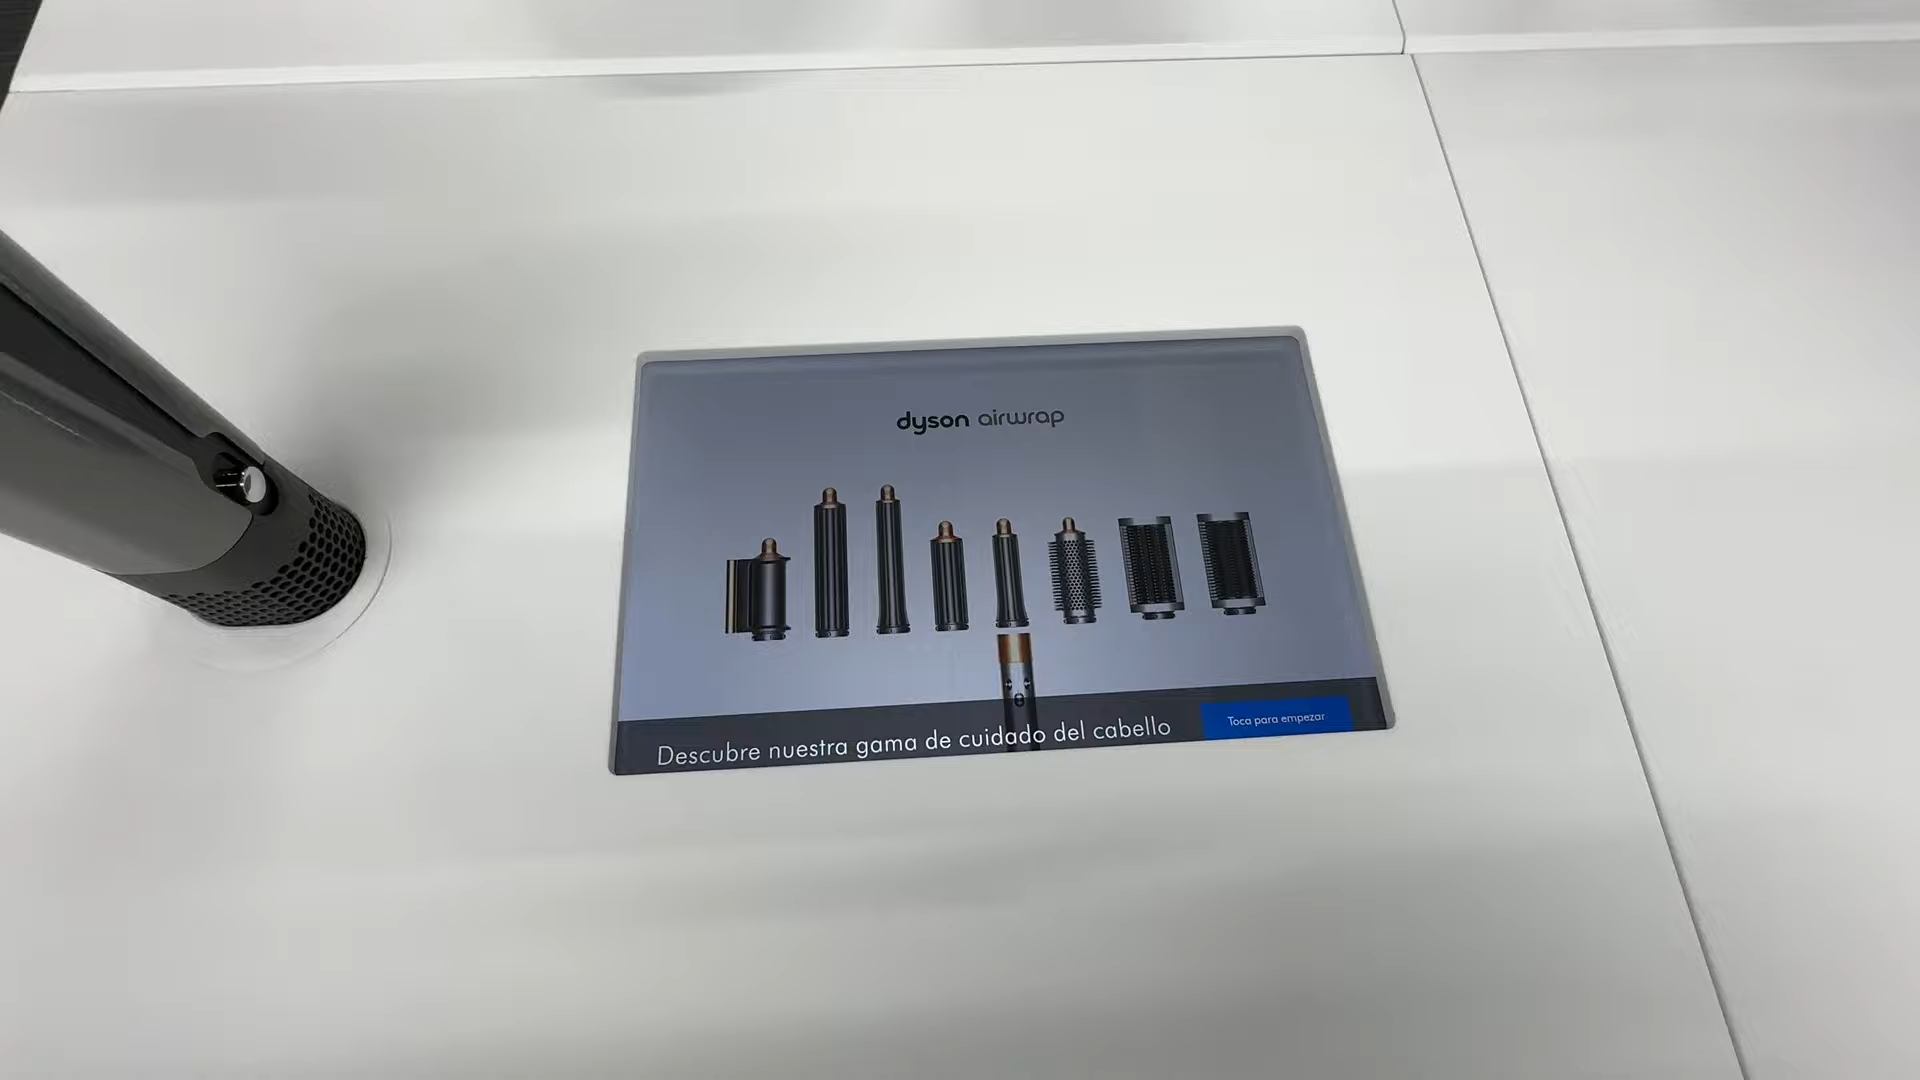 dyson airwrap
Descubre nuestra gama de cuidado del cabello
Toca para empezar